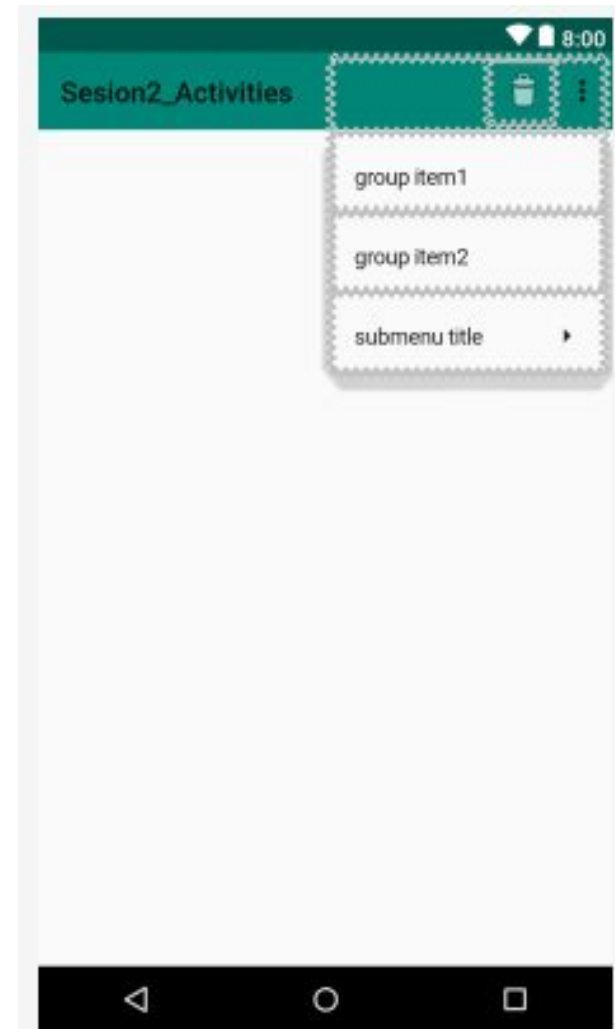 8:00
Sesion2_Activities
group item1
group item2
submenu title